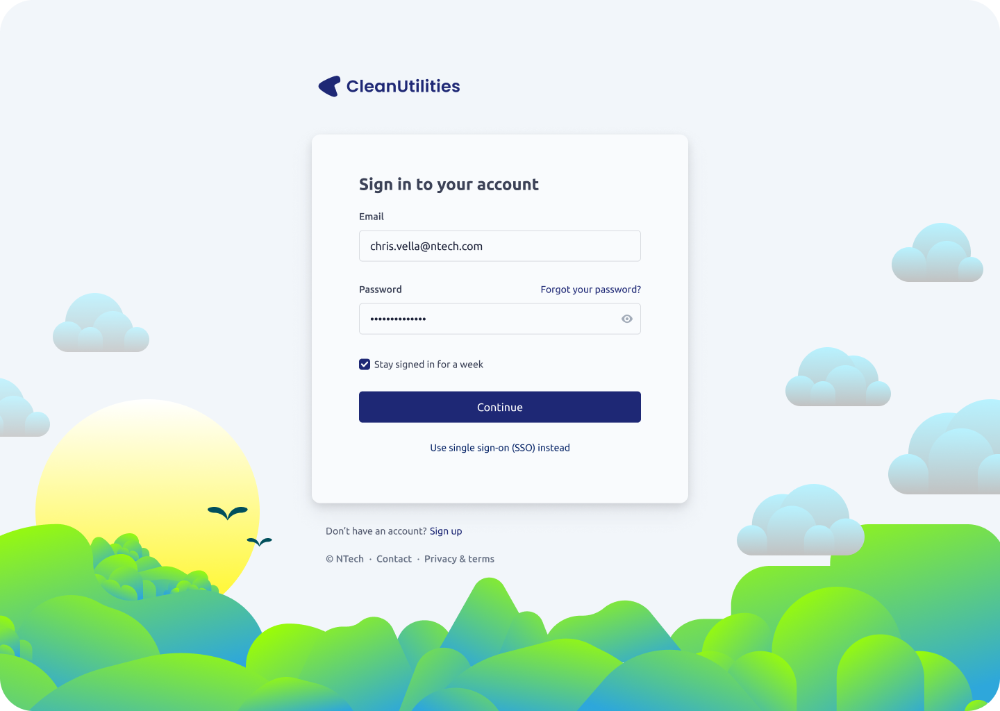 CleanUtilities
Sign in to your account
Email
chris.vella@ntech.com
Password
Forgot your password?
••••••••••••••
Stay signed in for a week
Continue
Use single sign-on (SSO) instead
Don’t have an account? Sign up
© NTech · Contact · Privacy & terms